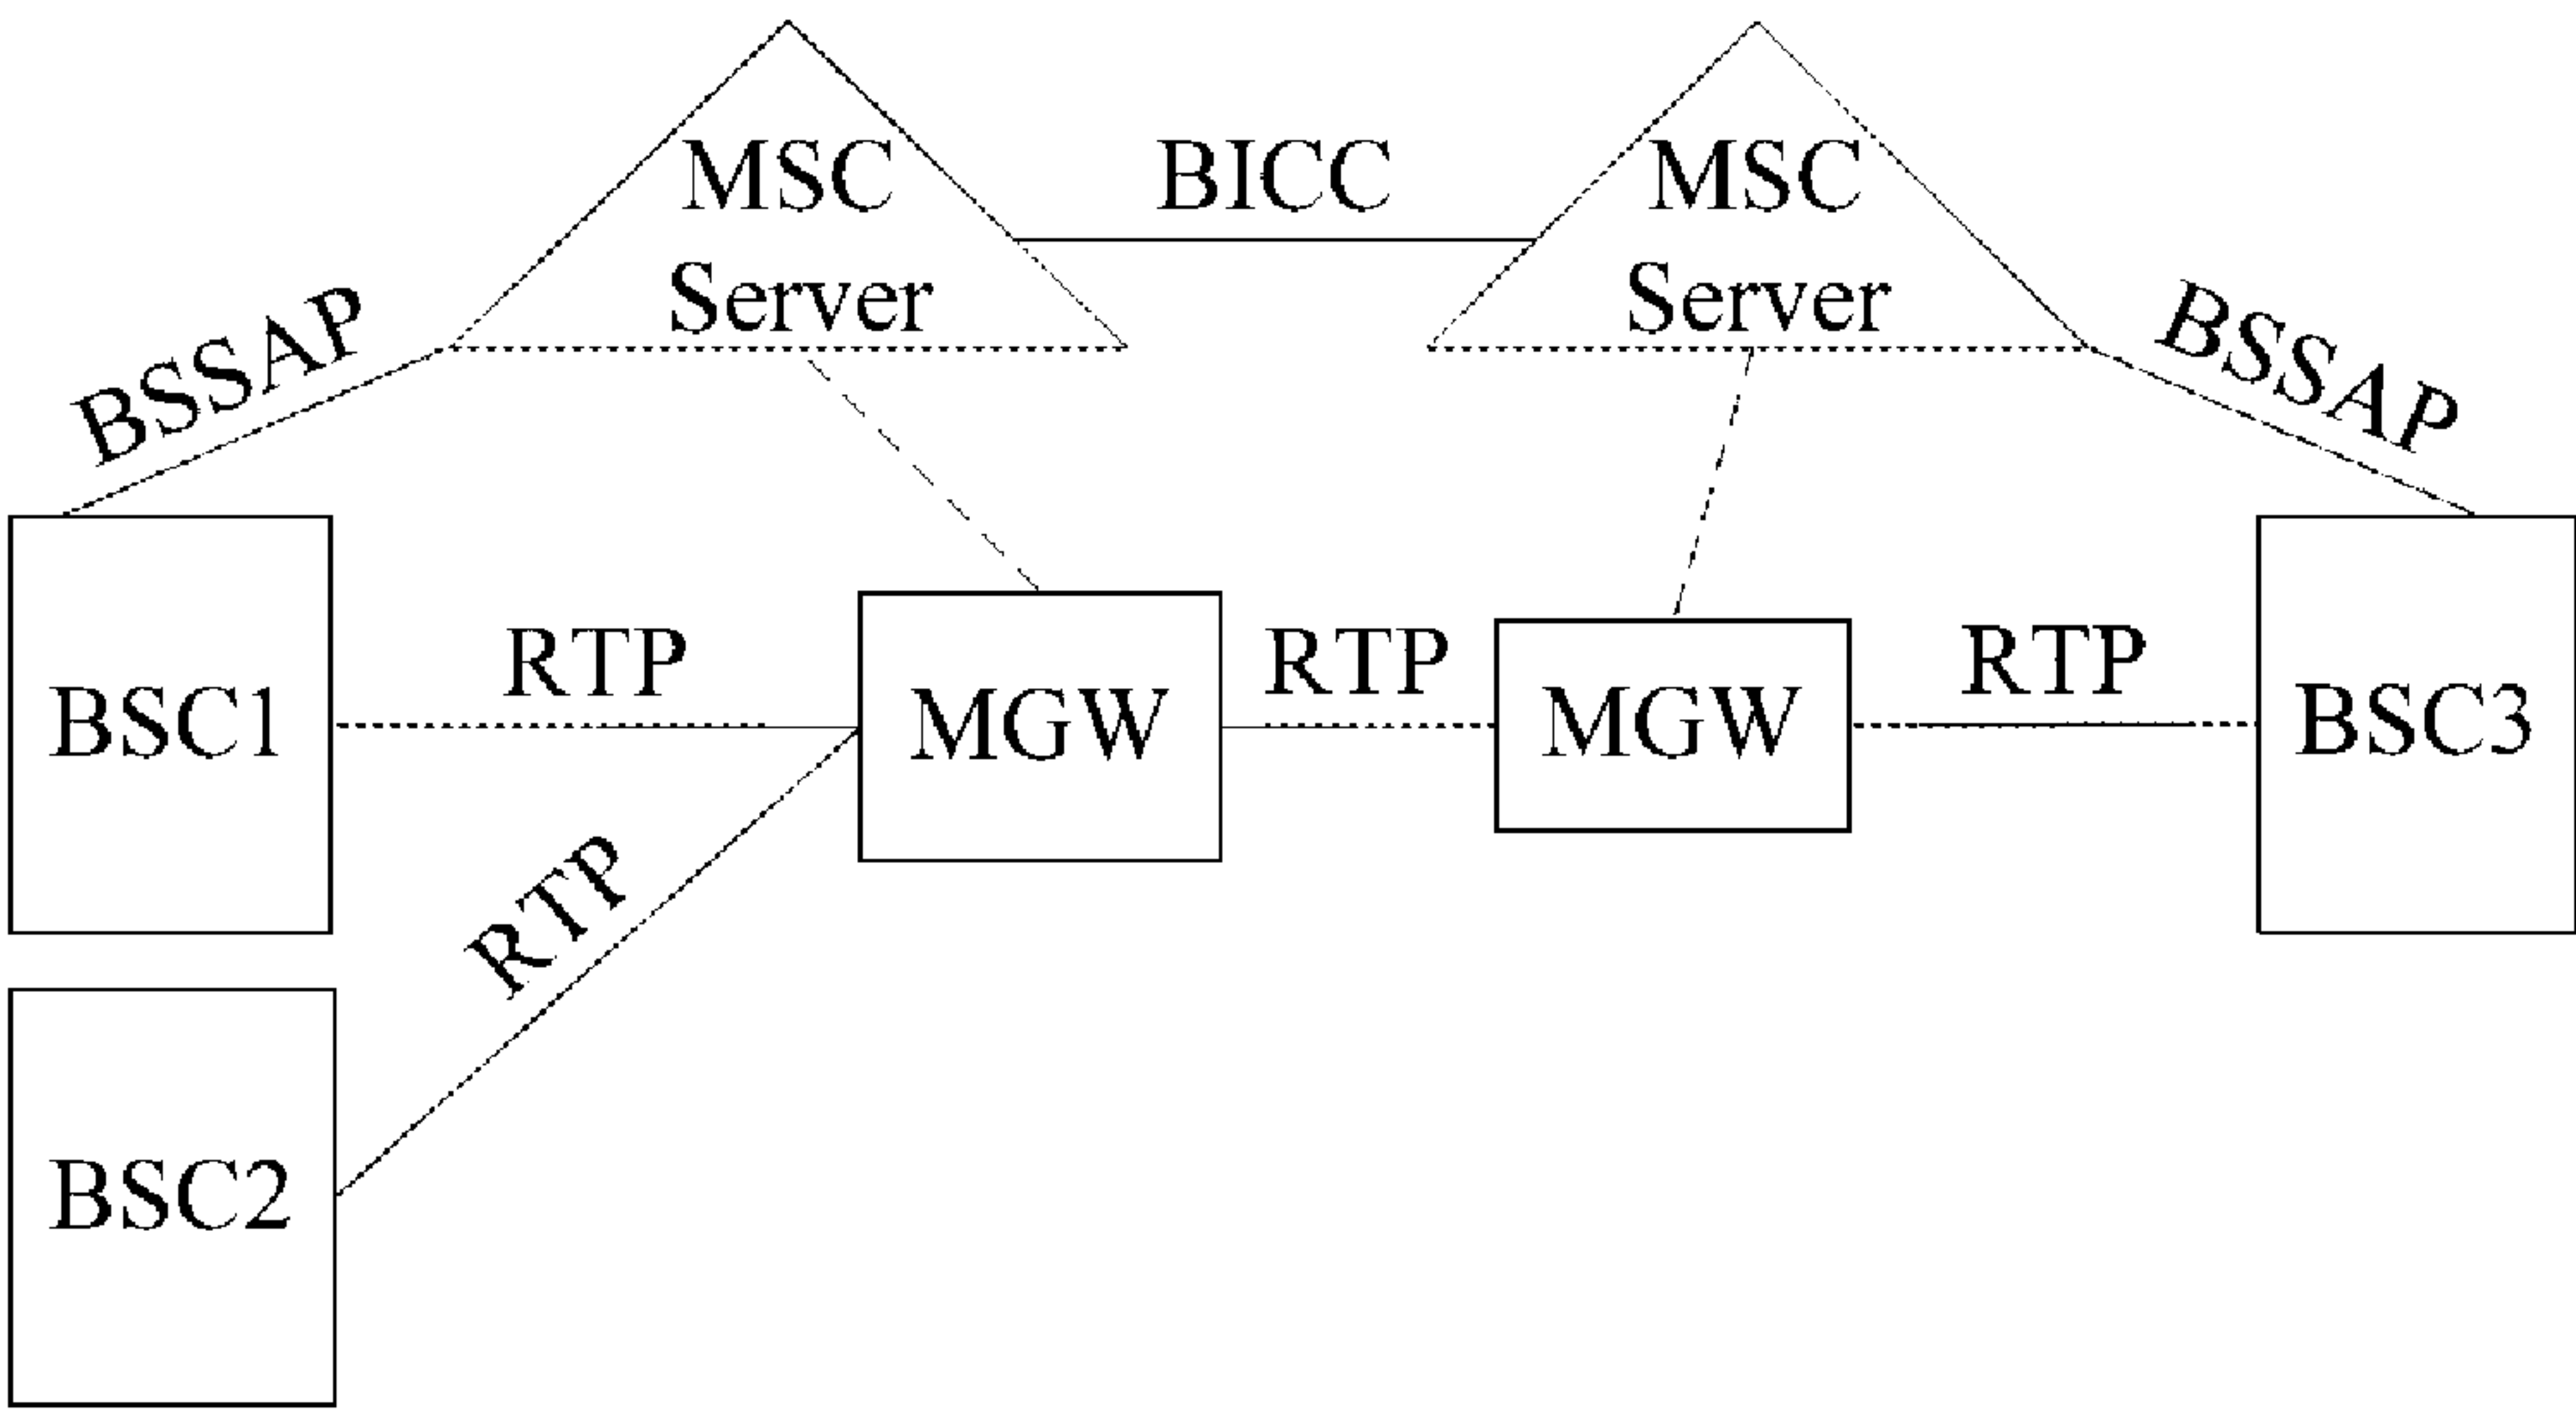 MSC
Server
BICC
MSC
Server
BSSAP
BSSAP
BSC1
RTP
MGW
RTP
MGW
RTP
BSC3
RTP
BSC2